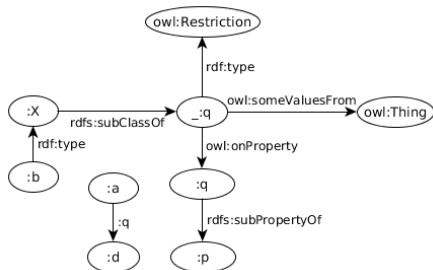 owl:Restriction
rdf:type
owl:someValuesFrom
:X
_:q
owl:Thing
rdfs:subClassOf
rdf:type
owl:onProperty
:b
:a
:q
:q
rdfs:subPropertyOf
:d
:p